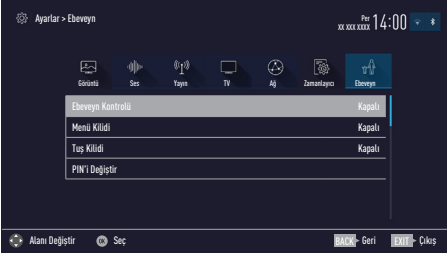 Ayarlar > Ebeveyn
Per
xx xxx xxxx 14:00
Görüntü Ses Yayın TV Ağ Zamanlayıcı Ebeveyn
Ebeveyn Kontrolü Kapalı
Menü Kilidi Kapalı
Tuş Kilidi Kapalı
PIN'i Değiştir
Alanı Değiştir OK Seç BACK Geri EXIT Çıkış